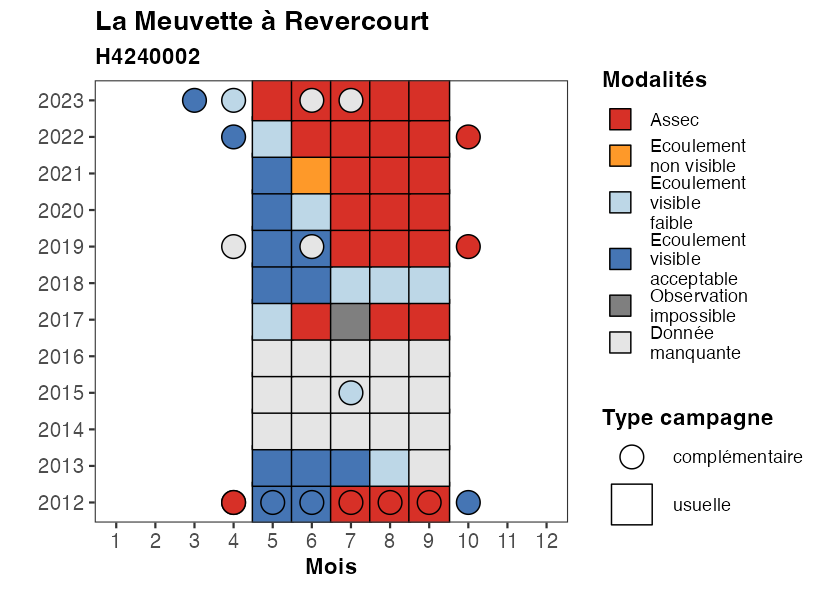 La Meuvette à Revercourt
H4240002
2023
2022
2021
2020
2019
2018
2017
2016
2015
2014
2013
2012
1 2 3 4 5 6 7 8 9 10 11 12
Mois
Modalités
Assec
Ecoulement
non visible
Ecoulement
visible
faible
Ecoulement
visible
acceptable
Observation
impossible
Donnée
manquante
Type campagne
complémentaire
usuelle